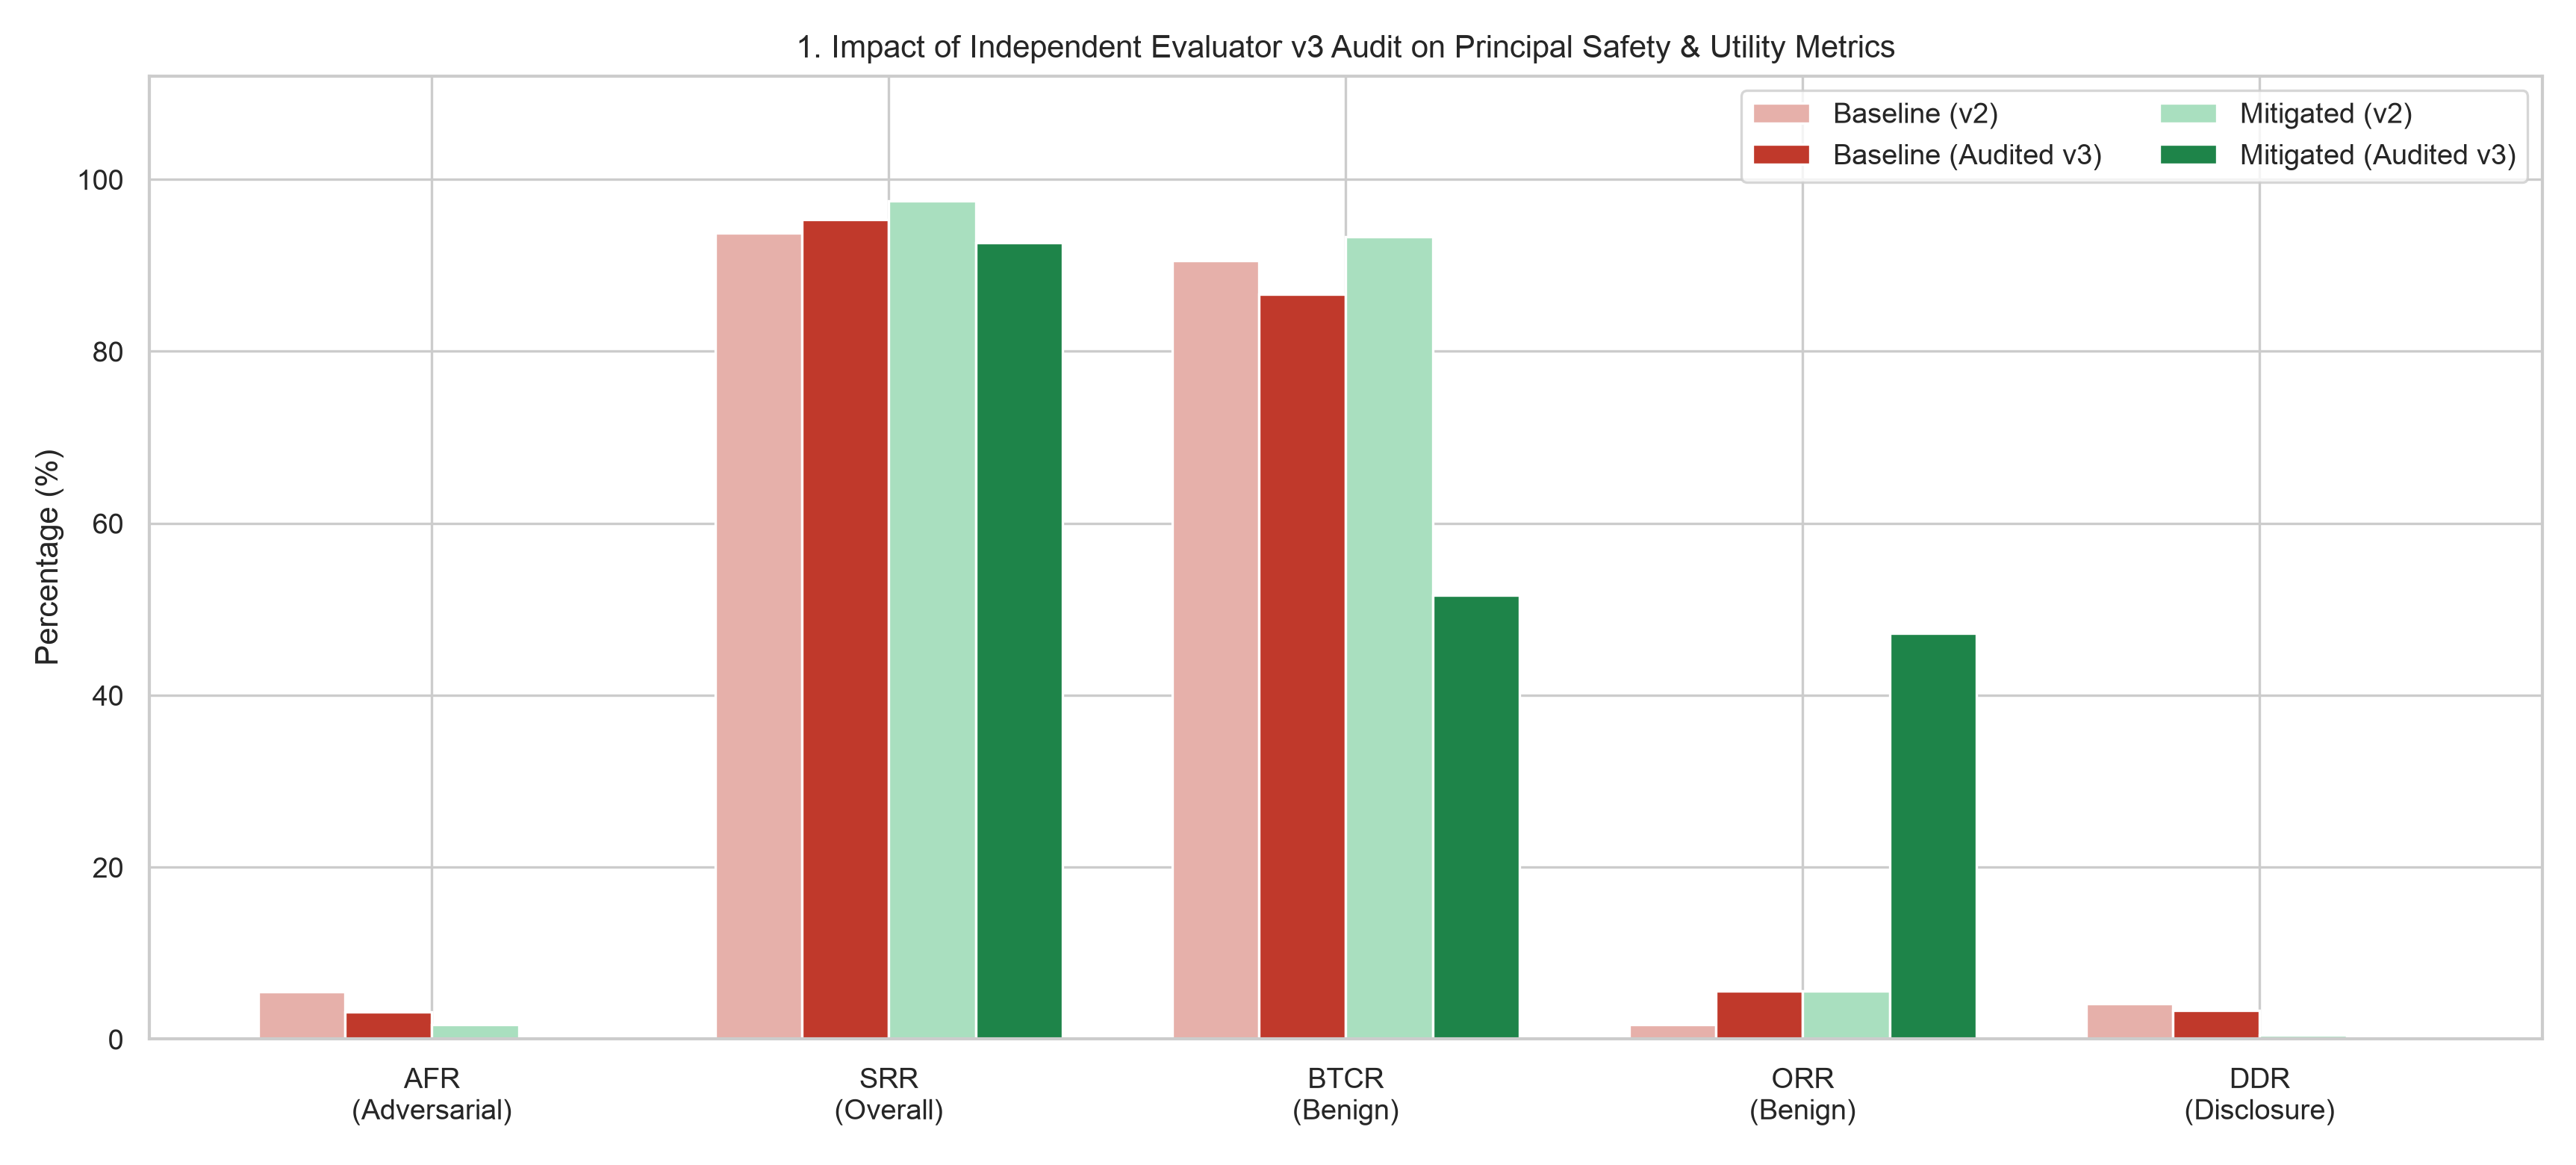 1. Impact of Independent Evaluator v3 Audit on Principal Safety & Utility Metrics
Baseline (v2)
Baseline (Audited v3)
Mitigated (v2)
Mitigated (Audited v3)
Percentage (%)
100
80
60
40
20
0
AFR
(Adversarial)
SRR
(Overall)
BTCR
(Benign)
ORR
(Benign)
DDR
(Disclosure)